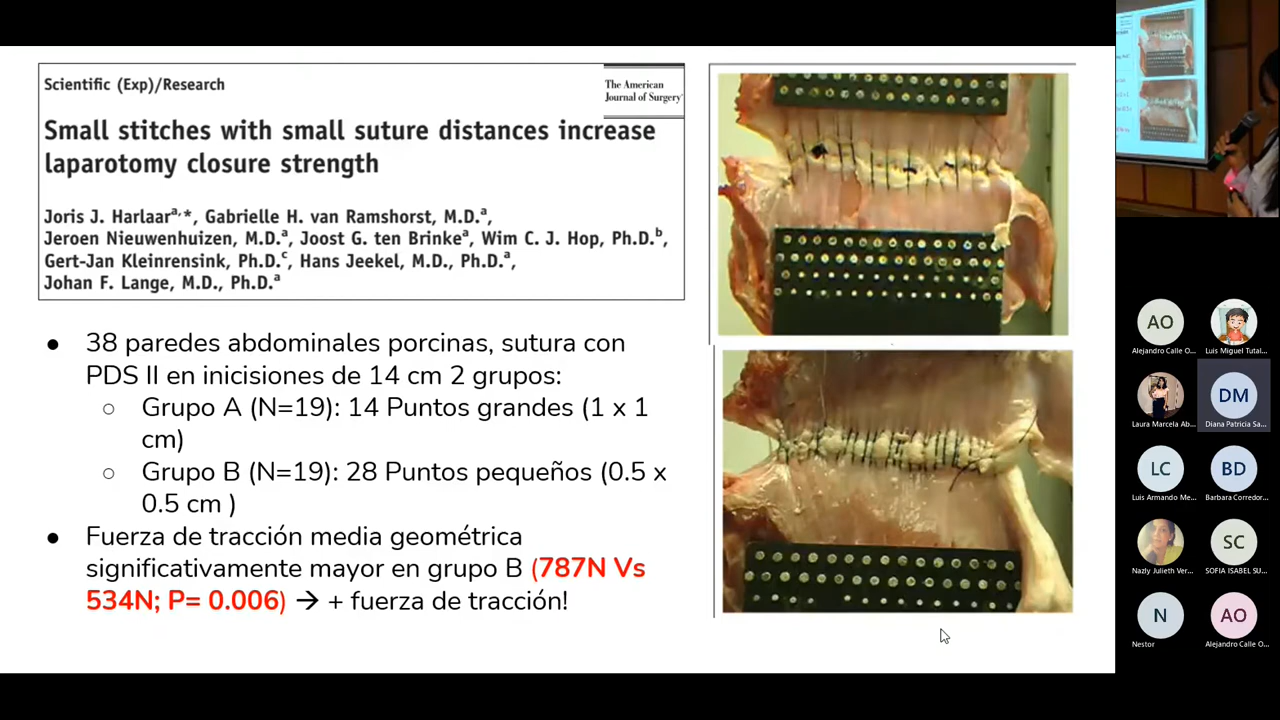 Scientific (Exp)/Research
The American
Journal of Surgery
Small stitches with small suture distances increase
laparotomy closure strength
Joris J. Harlaarᵃ,*, Gabrielle H. van Ramshorst, M.D.ᵃ,
Jeroen Nieuwenhuizen, M.D.ᵃ, Joost G. ten Brinkeᵃ, Wim C. J. Hop, Ph.D.ᵇ,
Gert-Jan Kleinrensink, Ph.D.ᶜ, Hans Jeekel, M.D., Ph.D.ᵃ,
Johan F. Lange, M.D., Ph.D.ᵃ
● 38 paredes abdominales porcinas, sutura con
PDS II en inicisiones de 14 cm 2 grupos:
○ Grupo A (N=19): 14 Puntos grandes (1 x 1
cm)
○ Grupo B (N=19): 28 Puntos pequeños (0.5 x
0.5 cm )
● Fuerza de tracción media geométrica
significativamente mayor en grupo B (787N Vs
534N; P= 0.006) → + fuerza de tracción!
AO
Alejandro Calle O...
Luis Miguel Tutal...
Laura Marcela Ab...
DM
Diana Patricia Sa...
LC
Luis Armando Me...
BD
Barbara Corredor...
Nazly Julieth Ver...
SC
SOFIA ISABEL SU...
N
Nestor
AO
Alejandro Calle O...